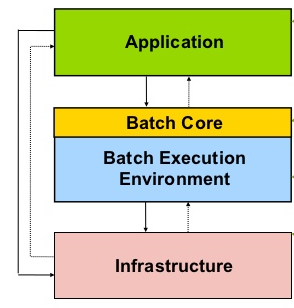 Application
Batch Core
Batch Execution
Environment
Infrastructure